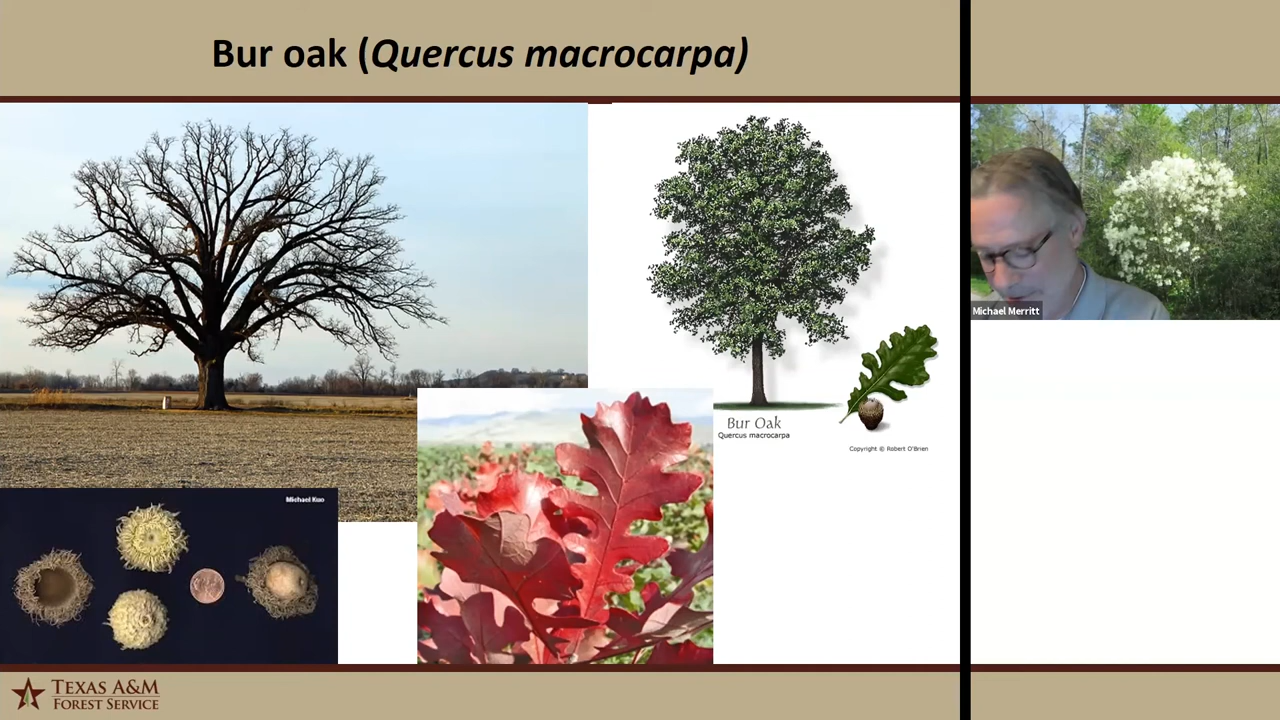 Bur oak (Quercus macrocarpa)
Michael Merritt
Bur Oak
Quercus macrocarpa
Copyright © Robert O'Brien
Michael Kuo
TEXAS A&M
FOREST SERVICE